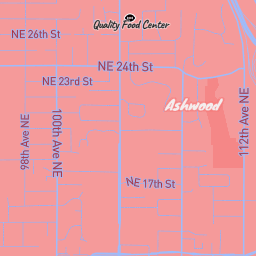 Quality Food Center
NE 26th St
NE 24th St
NE 23rd St
Ashwood
98th Ave NE
100th Ave NE
112th Ave NE
NE 17th St